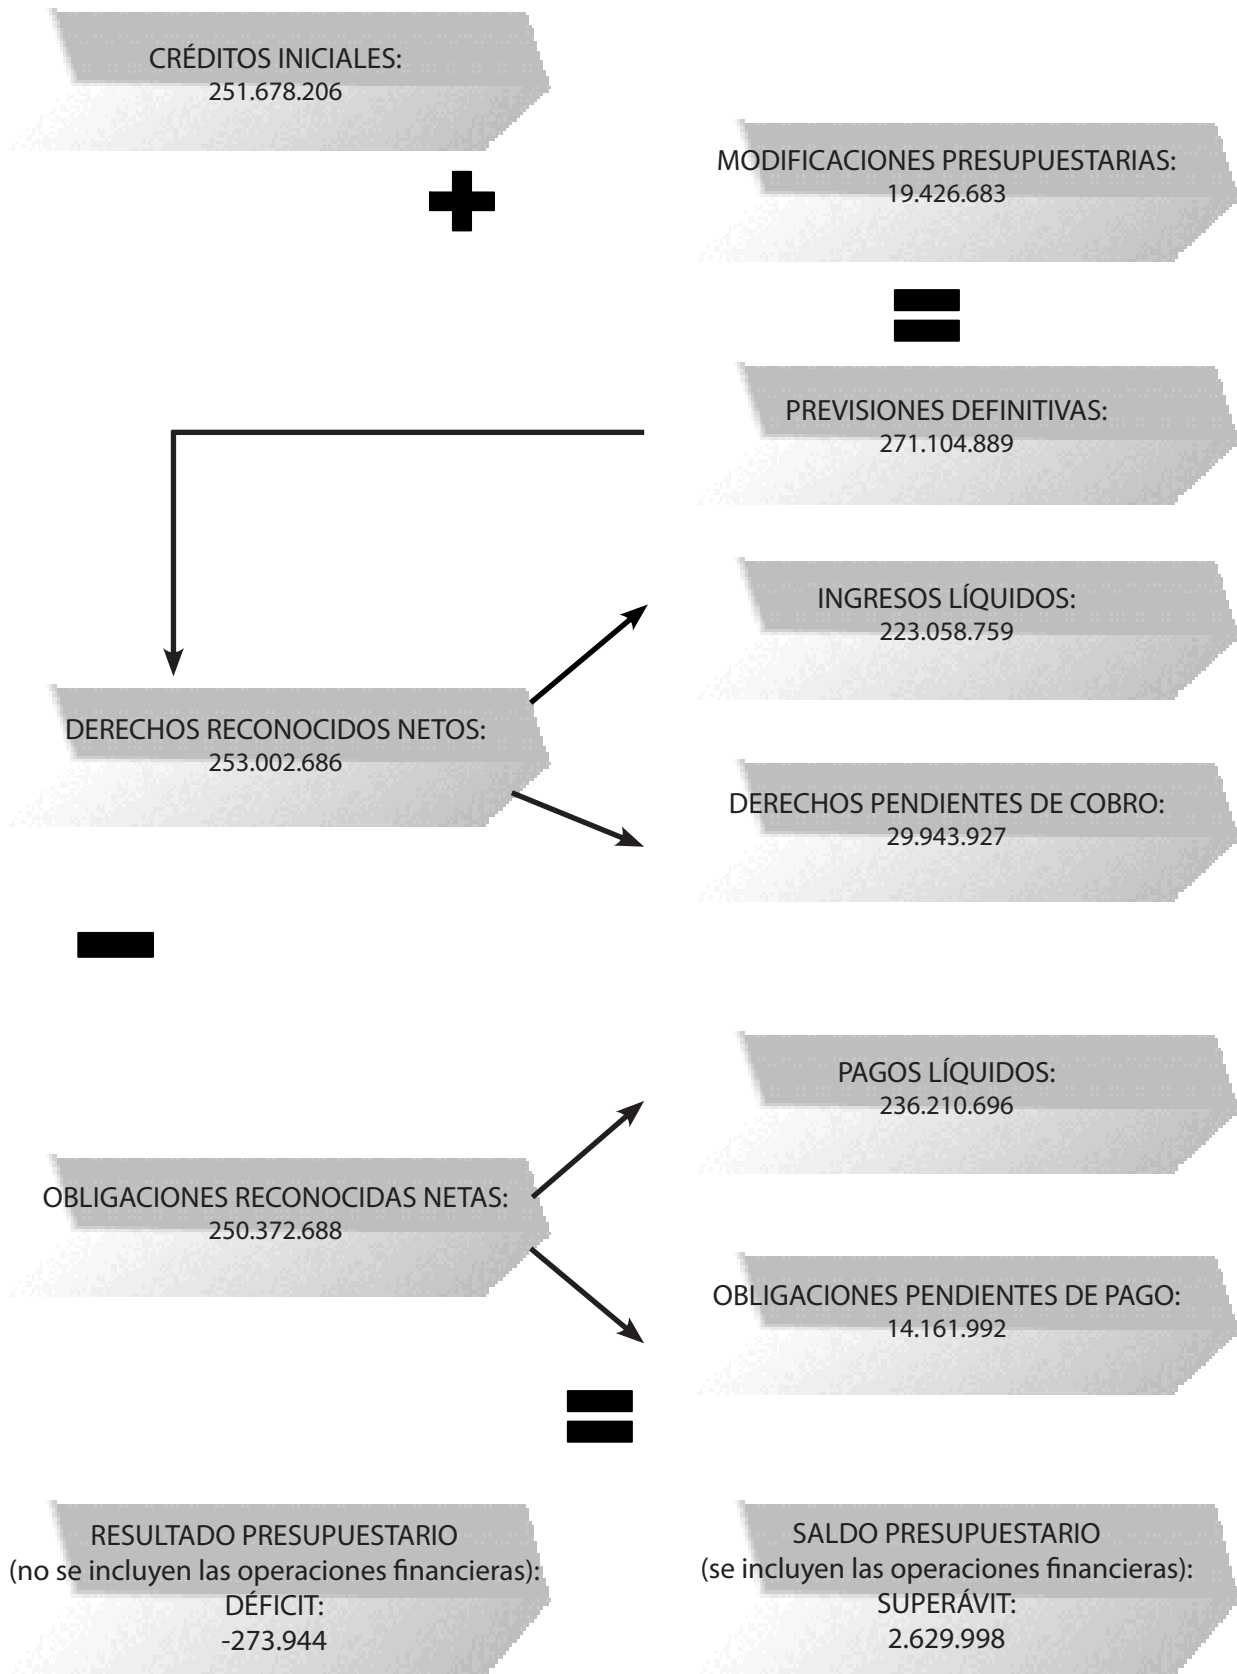 CRÉDITOS INICIALES:
251.678.206
MODIFICACIONES PRESUPUESTARIAS:
19.426.683
PREVISIONES DEFINITIVAS:
271.104.889
INGRESOS LÍQUIDOS:
223.058.759
DERECHOS RECONOCIDOS NETOS:
253.002.686
DERECHOS PENDIENTES DE COBRO:
29.943.927
PAGOS LÍQUIDOS:
236.210.696
OBLIGACIONES RECONOCIDAS NETAS:
250.372.688
OBLIGACIONES PENDIENTES DE PAGO:
14.161.992
RESULTADO PRESUPUESTARIO
(no se incluyen las operaciones financieras):
DÉFICIT:
-273.944
SALDO PRESUPUESTARIO
(se incluyen las operaciones financieras):
SUPERÁVIT:
2.629.998